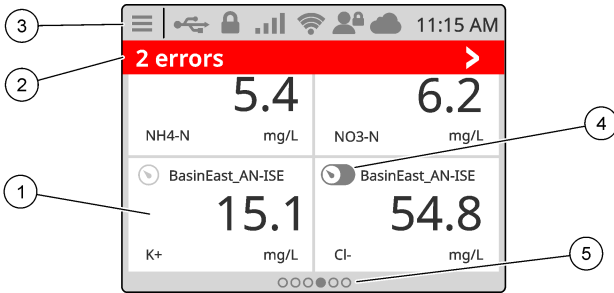 3
11:15 AM
2
2 errors
5.4
6.2
NH4-N mg/L
NO3-N mg/L
4
1
BasinEast_AN-ISE
BasinEast_AN-ISE
15.1
54.8
K+ mg/L
Cl- mg/L
5